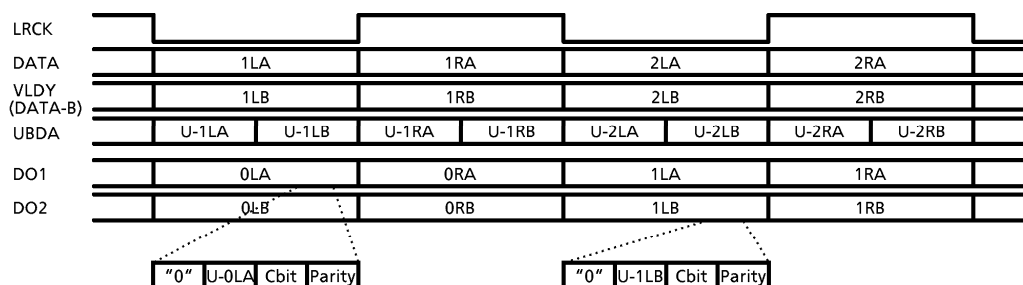 LRCK
DATA 1LA 1RA 2LA 2RA
VLDY
(DATA-B) 1LB 1RB 2LB 2RB
UBDA U-1LA U-1LB U-1RA U-1RB U-2LA U-2LB U-2RA U-2RB
DO1 0LA 0RA 1LA 1RA
DO2 0LB 0RB 1LB 1RB
"0" U-0LA Cbit Parity "0" U-1LB Cbit Parity